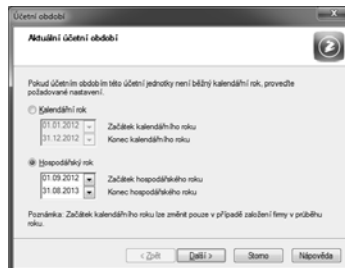 Účetní období
Aktuální účetní období
Pokud účetním obdobím této účetní jednotky není běžný kalendářní rok, proveďte
požadované nastavení.
Kalendářní rok
01.01.2012 Začátek kalendářního roku
31.12.2012 Konec kalendářního roku
Hospodářský rok
01.09.2012 Začátek hospodářského roku
31.08.2013 Konec hospodářského roku
Poznámka: Začátek kalendářního roku lze změnit pouze v případě založení firmy v průběhu
roku.
< Zpět Další > Storno Nápověda